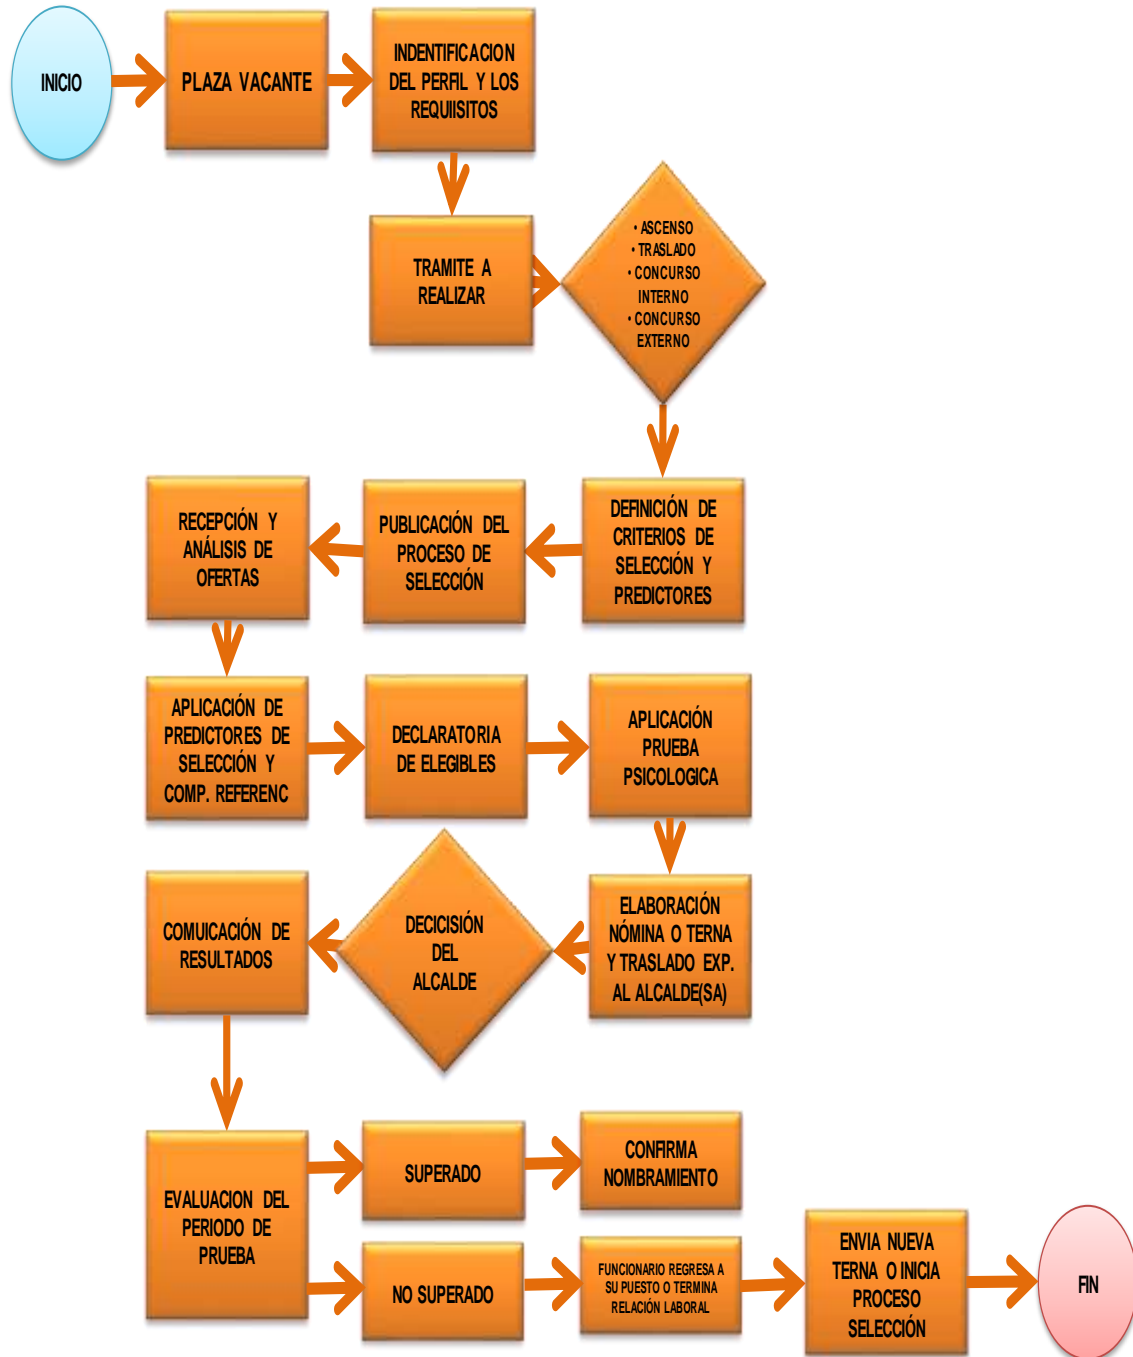 INICIO
PLAZA VACANTE
INDENTIFICACION
DEL PERFIL Y LOS
REQUIISITOS
TRAMITE A
REALIZAR
• ASCENSO
• TRASLADO
• CONCURSO
INTERNO
• CONCURSO
EXTERNO
DEFINICIÓN DE
CRITERIOS DE
SELECCIÓN Y
PREDICTORES
PUBLICACIÓN DEL
PROCESO DE
SELECCIÓN
RECEPCIÓN Y
ANÁLISIS DE
OFERTAS
APLICACIÓN DE
PREDICTORES DE
SELECCIÓN Y
COMP. REFERENC
DECLARATORIA
DE ELEGIBLES
APLICACIÓN
PRUEBA
PSICOLOGICA
ELABORACIÓN
NÓMINA O TERNA
Y TRASLADO EXP.
AL ALCALDE(SA)
DECICISIÓN
DEL
ALCALDE
COMUICACIÓN DE
RESULTADOS
EVALUACION DEL
PERIODO DE
PRUEBA
SUPERADO
CONFIRMA
NOMBRAMIENTO
NO SUPERADO
FUNCIONARIO REGRESA A
SU PUESTO O TERMINA
RELACIÓN LABORAL
ENVIA NUEVA
TERNA O INICIA
PROCESO
SELECCIÓN
FIN